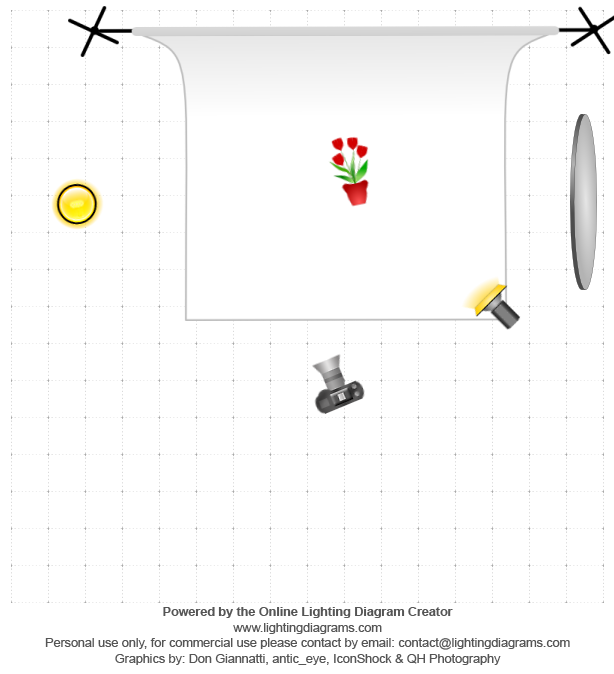 Powered by the Online Lighting Diagram Creator
www.lightingdiagrams.com
Personal use only, for commercial use please contact by email: contact@lightingdiagrams.com
Graphics by: Don Giannatti, antic_eye, IconShock & QH Photography